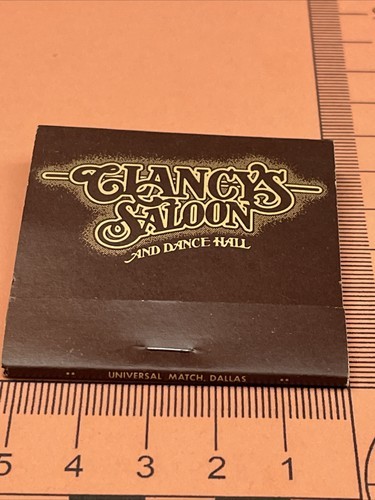 CLANCY'S
SALOON
AND DANCE HALL
UNIVERSAL MATCH, DALLAS
5 4 3 2 1